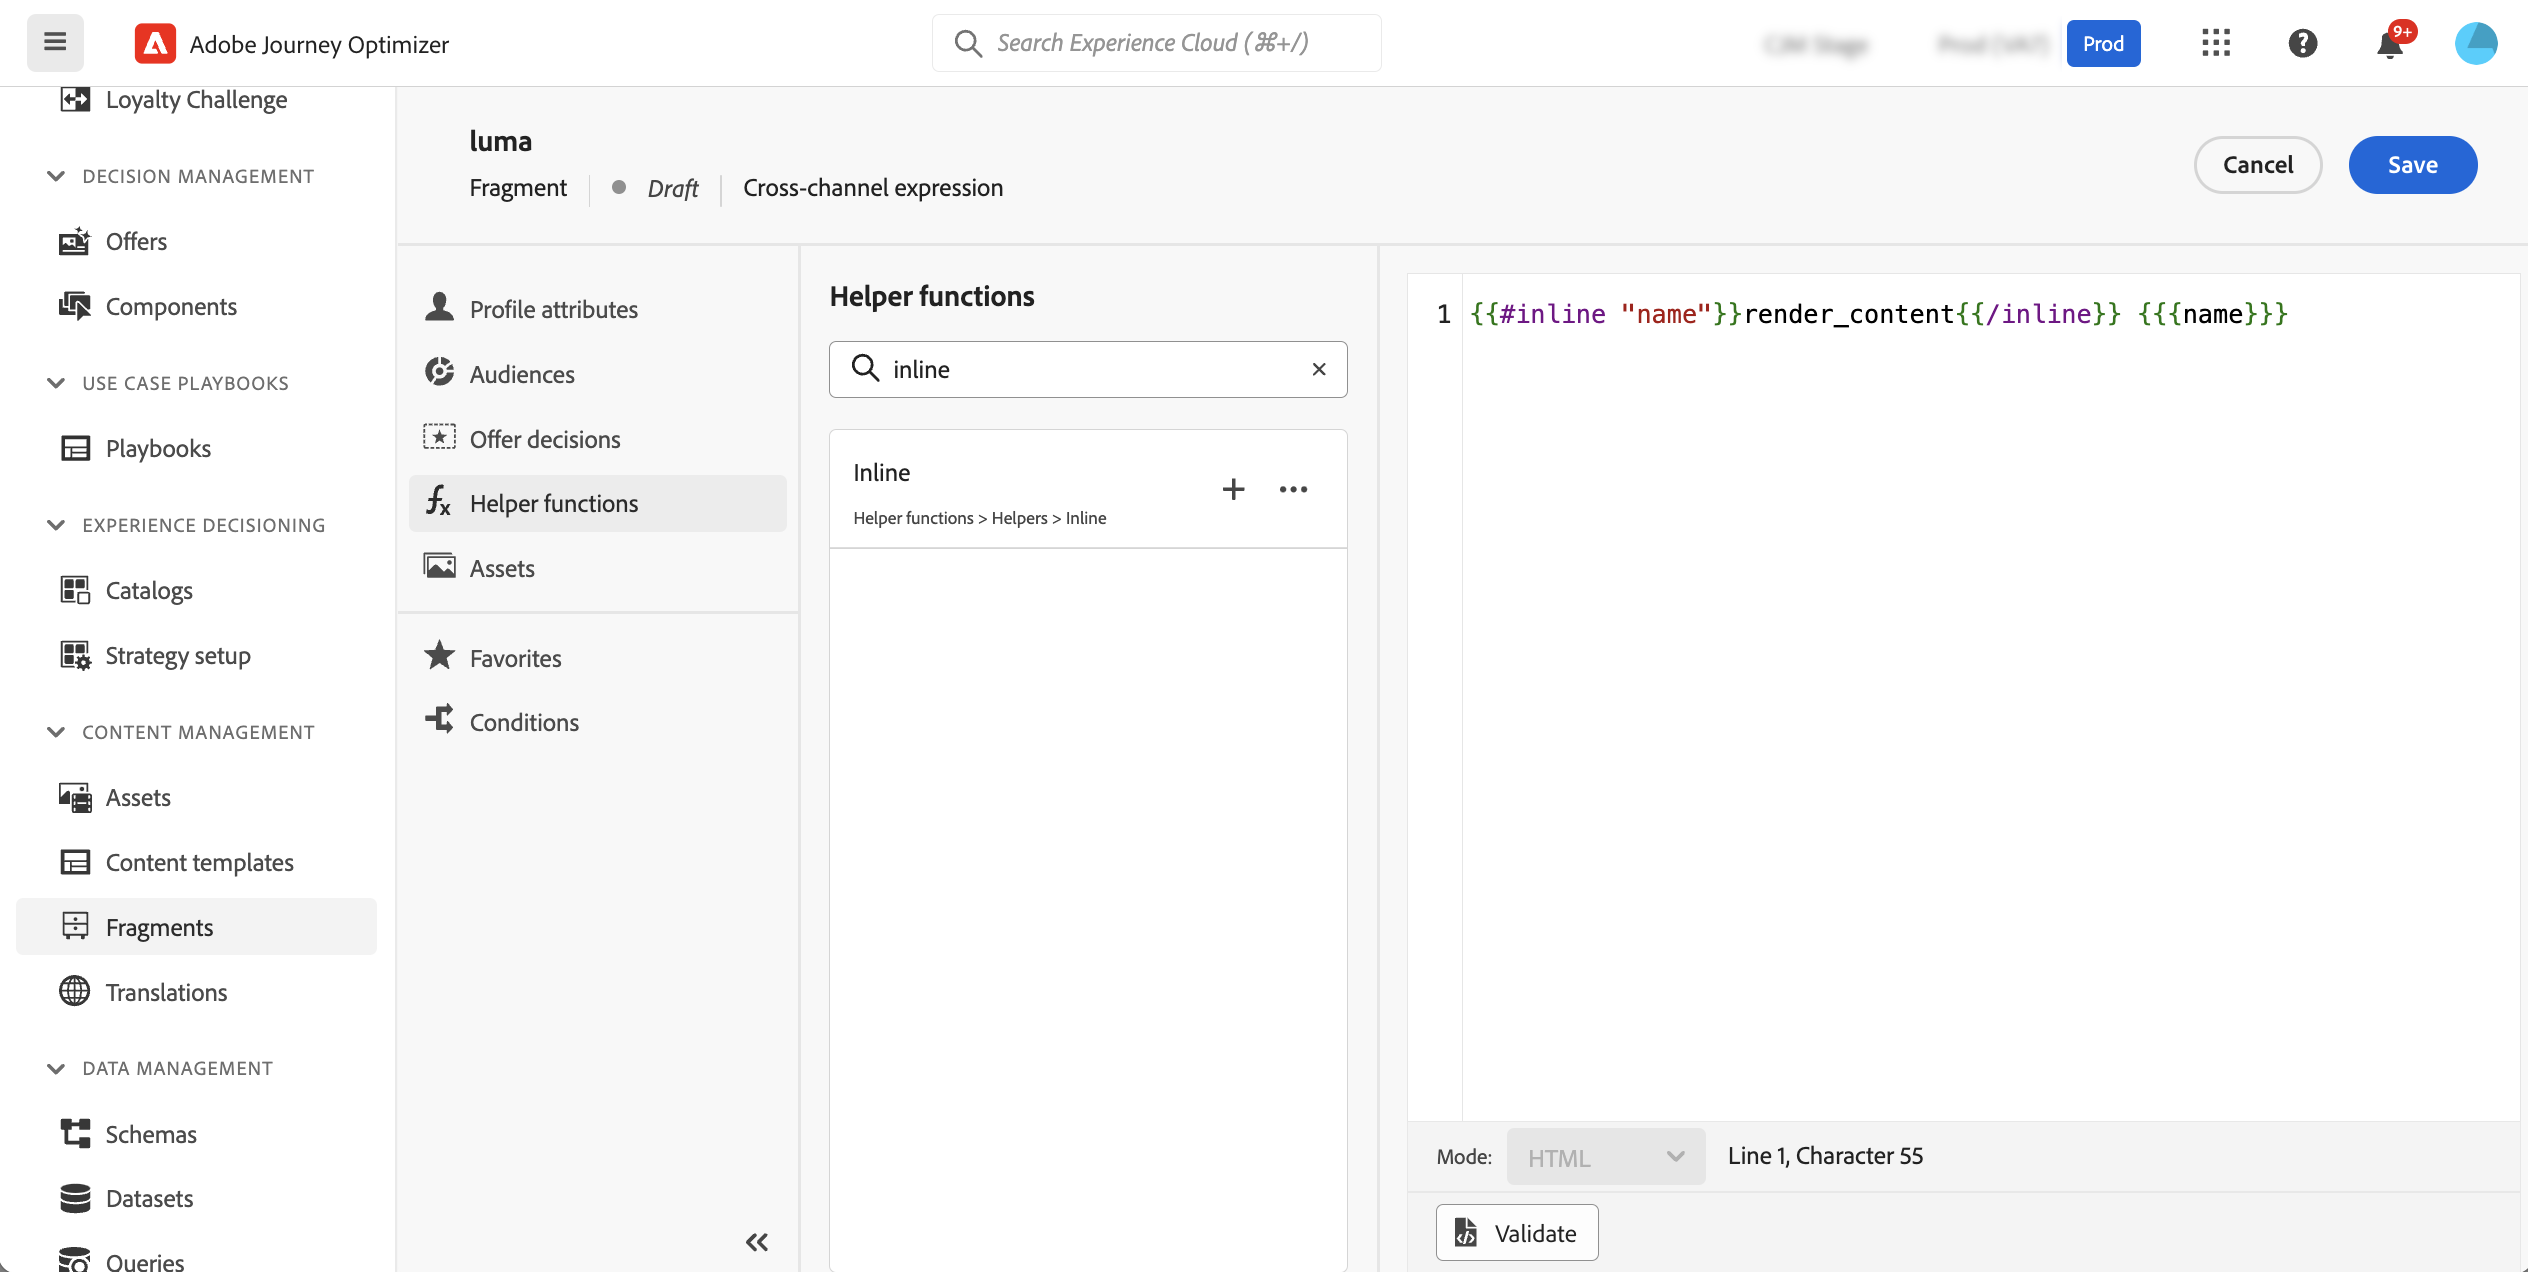 Adobe Journey Optimizer
Search Experience Cloud (⌘+/)
Prod
9+
Loyalty Challenge
DECISION MANAGEMENT
Offers
Components
USE CASE PLAYBOOKS
Playbooks
EXPERIENCE DECISIONING
Catalogs
Strategy setup
CONTENT MANAGEMENT
Assets
Content templates
Fragments
Translations
DATA MANAGEMENT
Schemas
Datasets
Queries
luma
Fragment Draft Cross-channel expression
Cancel
Save
Profile attributes
Audiences
Offer decisions
Helper functions
Assets
Favorites
Conditions
Helper functions
inline
Inline
Helper functions > Helpers > Inline
1 {{#inline "name"}}render_content{{/inline}} {{{name}}}
Mode: HTML Line 1, Character 55
Validate